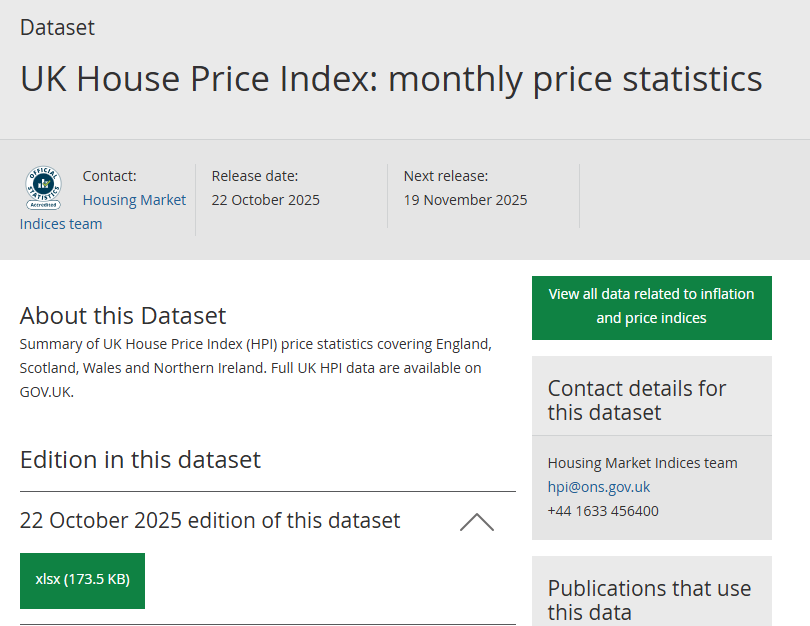 Dataset
UK House Price Index: monthly price statistics
OFFICIAL STATISTICS
Accredited
Contact:
Housing Market
Indices team
Release date:
22 October 2025
Next release:
19 November 2025
About this Dataset
Summary of UK House Price Index (HPI) price statistics covering England,
Scotland, Wales and Northern Ireland. Full UK HPI data are available on
GOV.UK.
Edition in this dataset
22 October 2025 edition of this dataset
xlsx (173.5 KB)
View all data related to inflation
and price indices
Contact details for
this dataset
Housing Market Indices team
hpi@ons.gov.uk
+44 1633 456400
Publications that use
this data